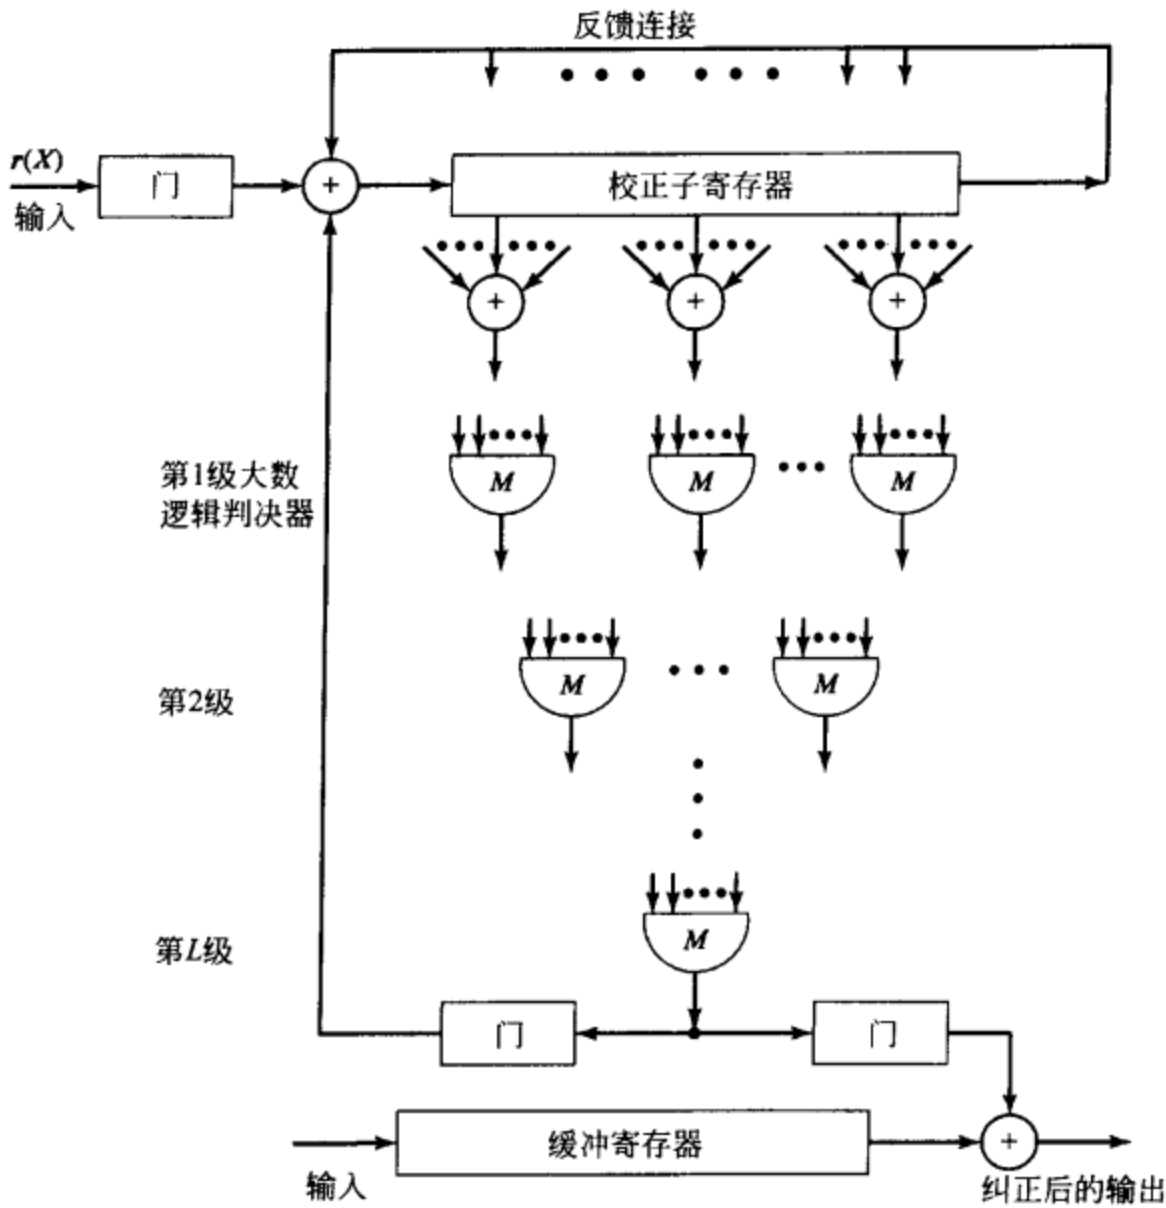 反馈连接
r(X)
门
+
校正子寄存器
输入
+ + +
第1级大数
逻辑判决器
M M M
第2级
M M
第L级
M
门 门
缓冲寄存器
+
输入
纠正后的输出